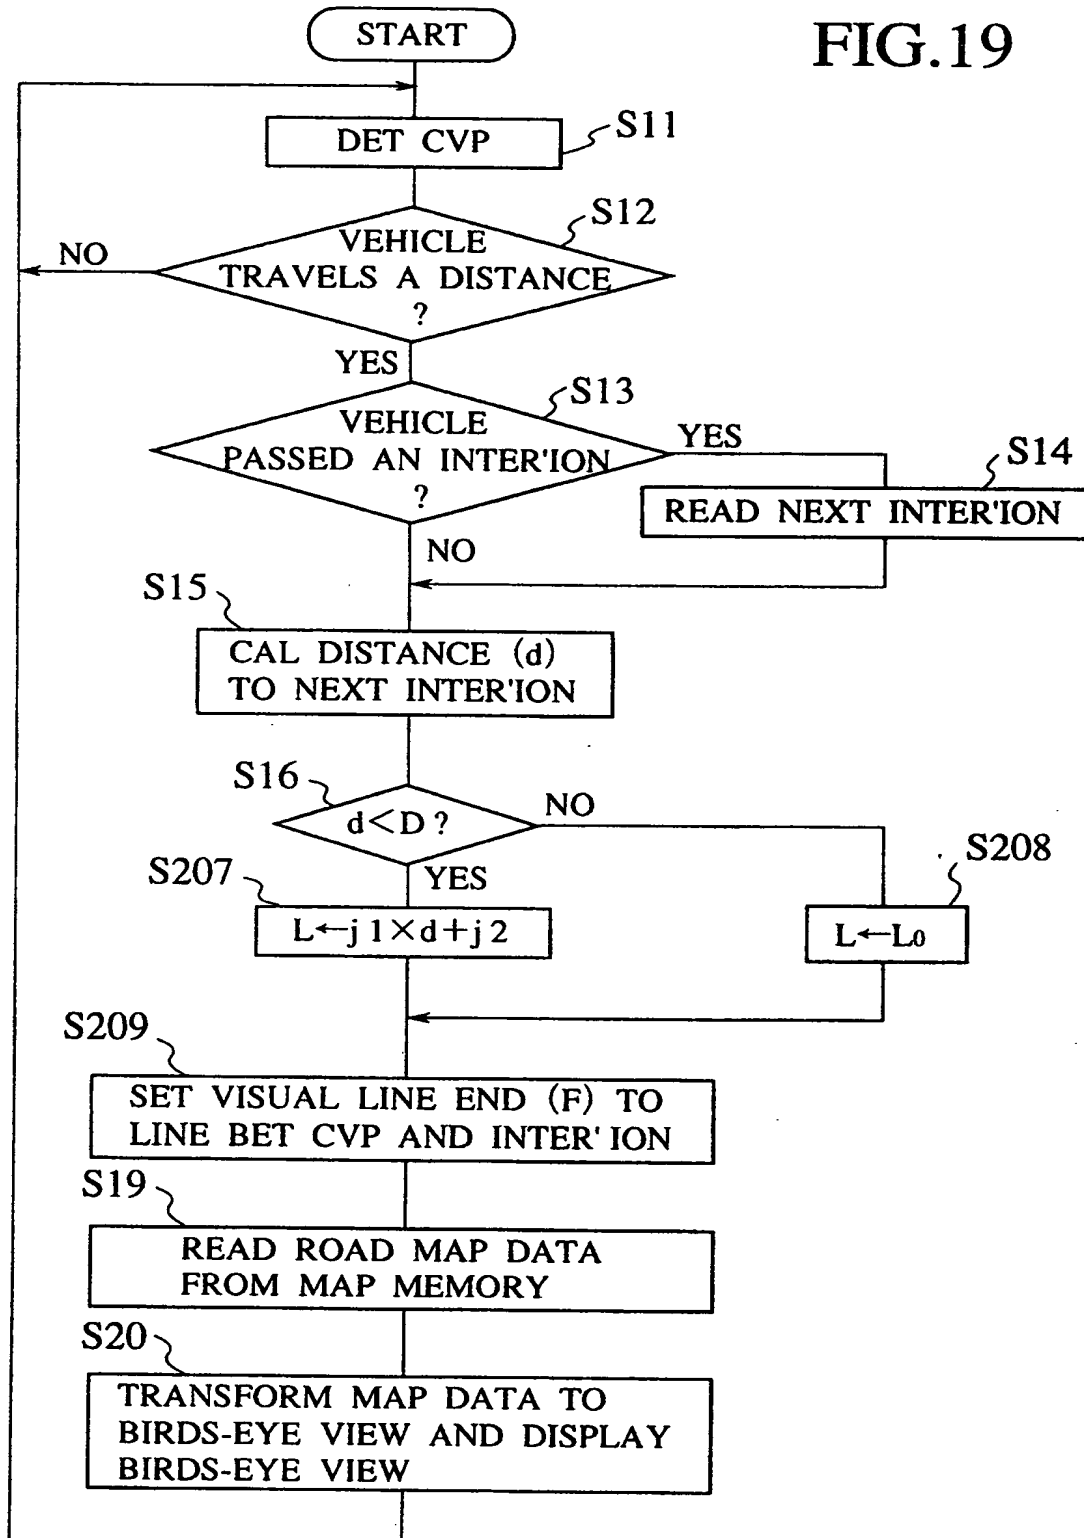 FIG.19
START
DET CVP
S11
S12
VEHICLE
TRAVELS A DISTANCE
?
NO
YES
S13
VEHICLE
PASSED AN INTER'ION
?
YES
S14
READ NEXT INTER'ION
NO
S15
CAL DISTANCE (d)
TO NEXT INTER'ION
S16
d<D ?
NO
YES
S207
L←j 1×d+j 2
S208
L←L₀
S209
SET VISUAL LINE END (F) TO
LINE BET CVP AND INTER'ION
S19
READ ROAD MAP DATA
FROM MAP MEMORY
S20
TRANSFORM MAP DATA TO
BIRDS-EYE VIEW AND DISPLAY
BIRDS-EYE VIEW